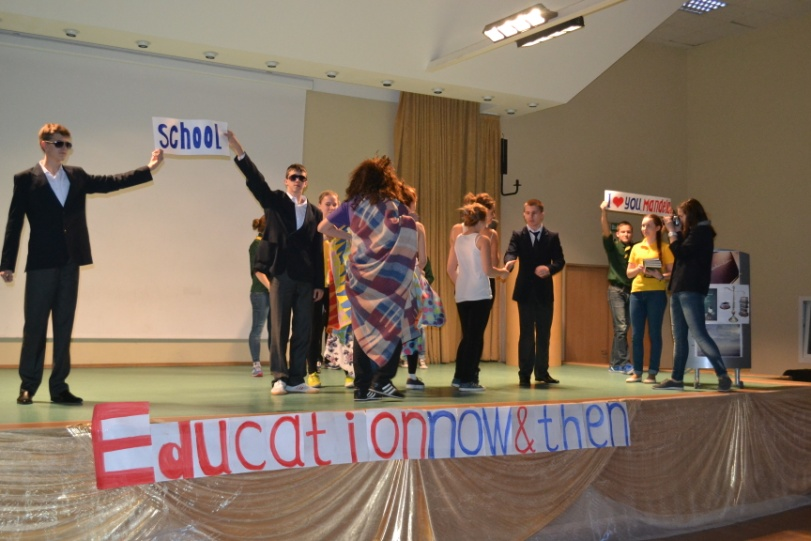 SCHOOL
I ❤ YOU Mandela
Education now & then